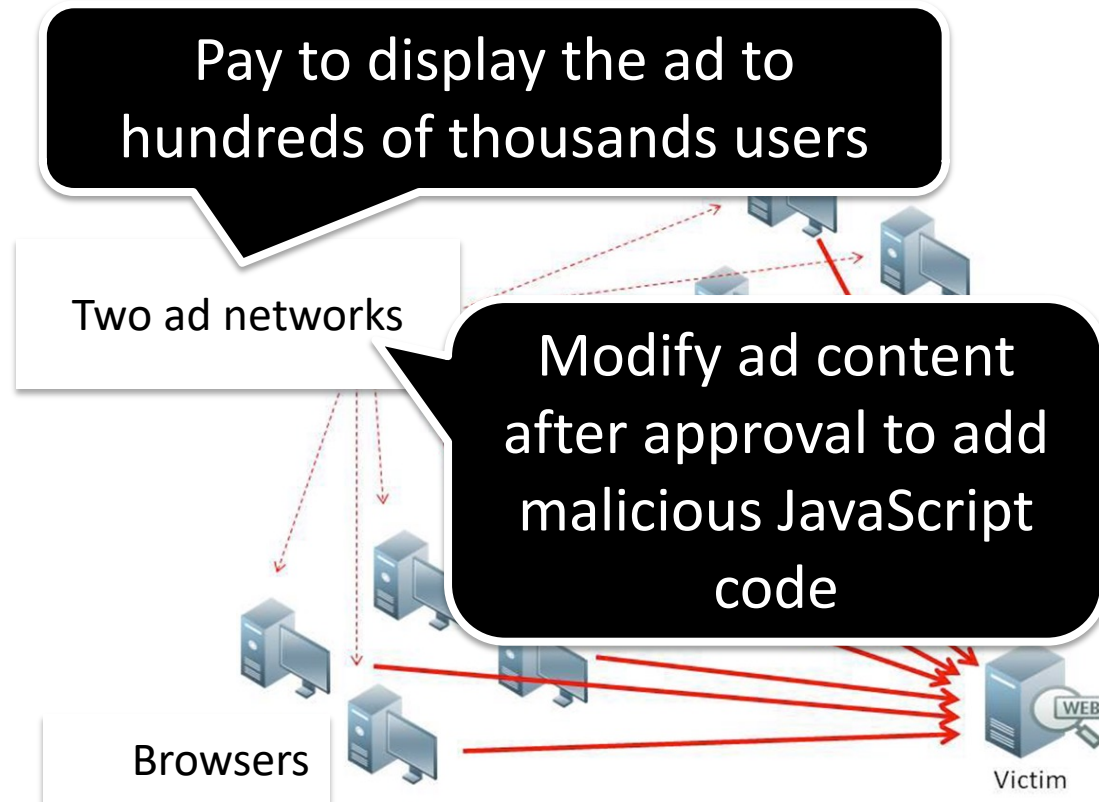 Pay to display the ad to
hundreds of thousands users
Two ad networks
Modify ad content
after approval to add
malicious JavaScript
code
WEB
Browsers
Victim